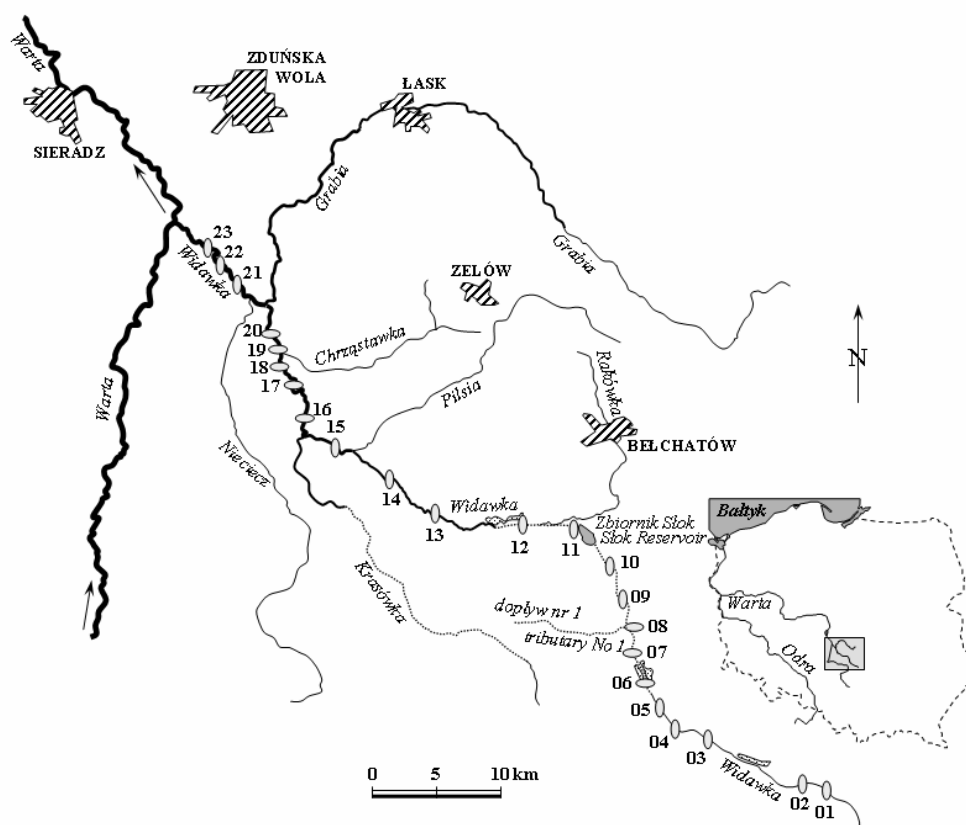 Warta
ZDUŃSKA
WOLA
ŁASK
SIERADZ
Grabia
Grabia
23
22
Widawka
21
ZELÓW
20
19
Chrząstawka
18
17
Pilsia
Rakówka
N
Warta
16
15
BEŁCHATÓW
Nieciecz
14
Widawka
13
12
11
Zbiornik Słok
Słok Reservoir
Bałtyk
10
Krasówka
09
dopływ nr 1
08
tributary No 1
07
Warta
Odra
06
05
04
03
Widawka
02
01
0
5
10 km